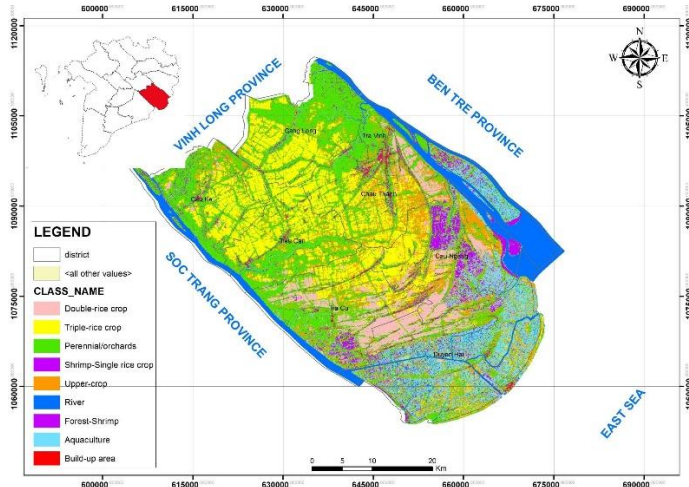 600000 615000 630000 645000 660000 675000 690000
1120000
1105000
1090000
1075000
1060000
1105000
1090000
1075000
1060000
N
W E
S
VINH LONG PROVINCE
BEN TRE PROVINCE
SOC TRANG PROVINCE
EAST SEA
Cang Long
Tra Vinh
Chau Thanh
Cau Ke
Tieu Can
Cau Ngang
Tra Cu
Duyen Hai
LEGEND
district
<all other values>
CLASS_NAME
Double-rice crop
Triple-rice crop
Perennial/orchards
Shrimp-Single rice crop
Upper-crop
River
Forest-Shrimp
Aquaculture
Build-up area
0 5 10 20
Km
600000 615000 630000 645000 660000 675000 690000